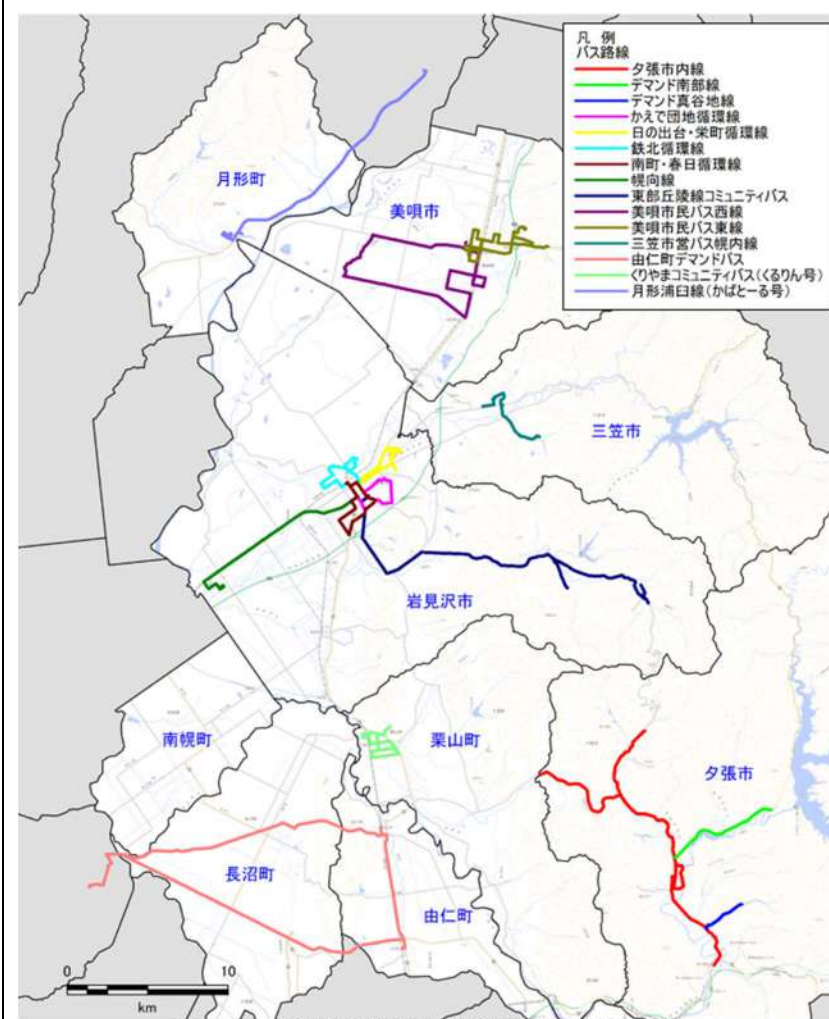 凡 例
バス路線
夕張市内線
デマンド南部線
デマンド真谷地線
かえで団地循環線
日の出台・栄町循環線
鉄北循環線
南町・春日循環線
幌向線
東部丘陵線コミュニティバス
美唄市民バス西線
美唄市民バス東線
三笠市営バス幌内線
由仁町デマンドバス
くりやまコミュニティバス(くるりん号)
月形浦臼線(かばとーる号)
月形町
美唄市
三笠市
岩見沢市
南幌町
栗山町
夕張市
長沼町
由仁町
0 10
km